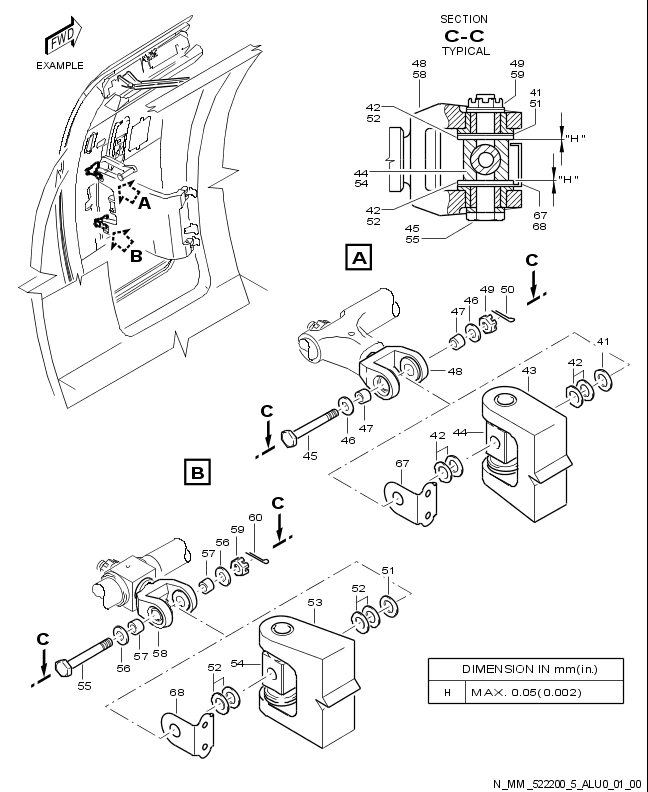 FWD
EXAMPLE
A
B
SECTION
C-C
TYPICAL
48
58
49
59
41
51
42
52
"H"
44
54
"H"
42
52
45
55
67
68
A
C
50
49
46
47
48
41
42
43
C
45
46
47
44
42
67
B
C
60
59
56
57
51
52
53
C
55
56
57
58
54
52
68
DIMENSION IN mm(in.)
H MAX. 0.05(0.002)
N_MM_522200_5_ALU0_01_00